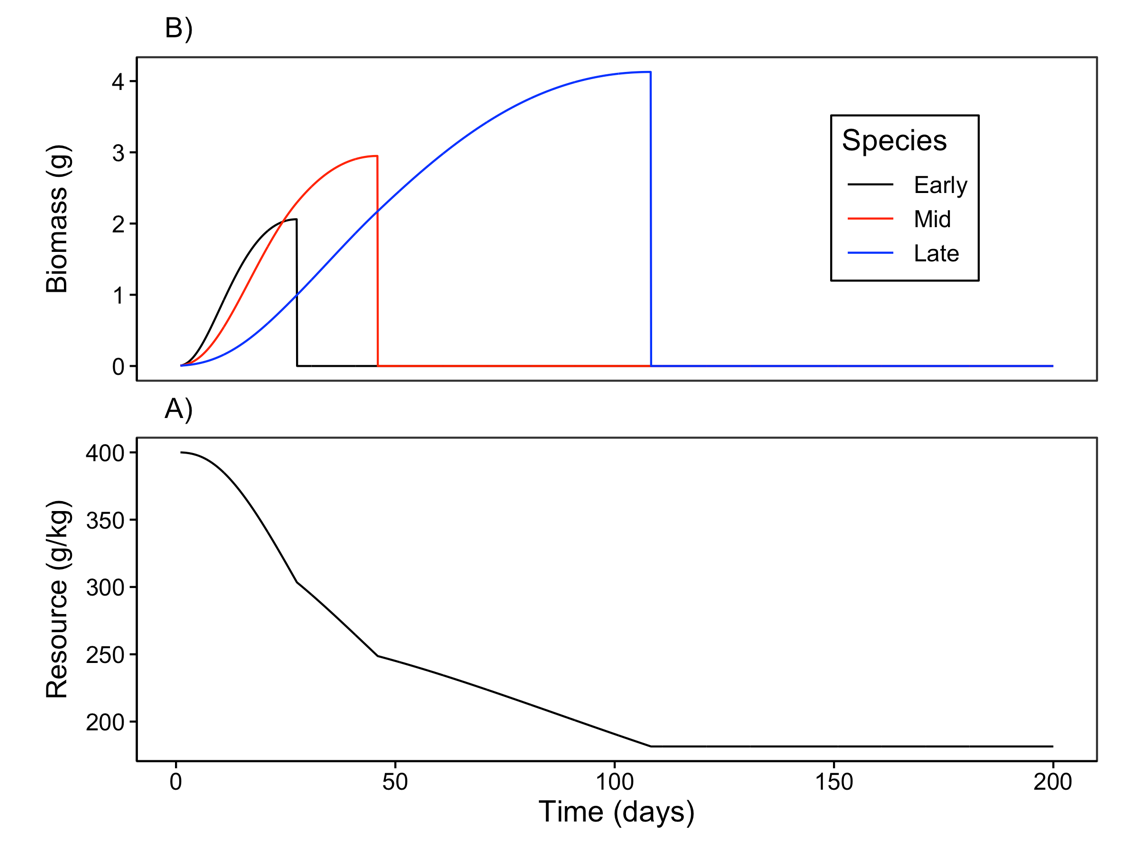 B)
Biomass (g)
4
3
2
1
0
Species
Early
Mid
Late
A)
Resource (g/kg)
400
350
300
250
200
0 50 100 150 200
Time (days)